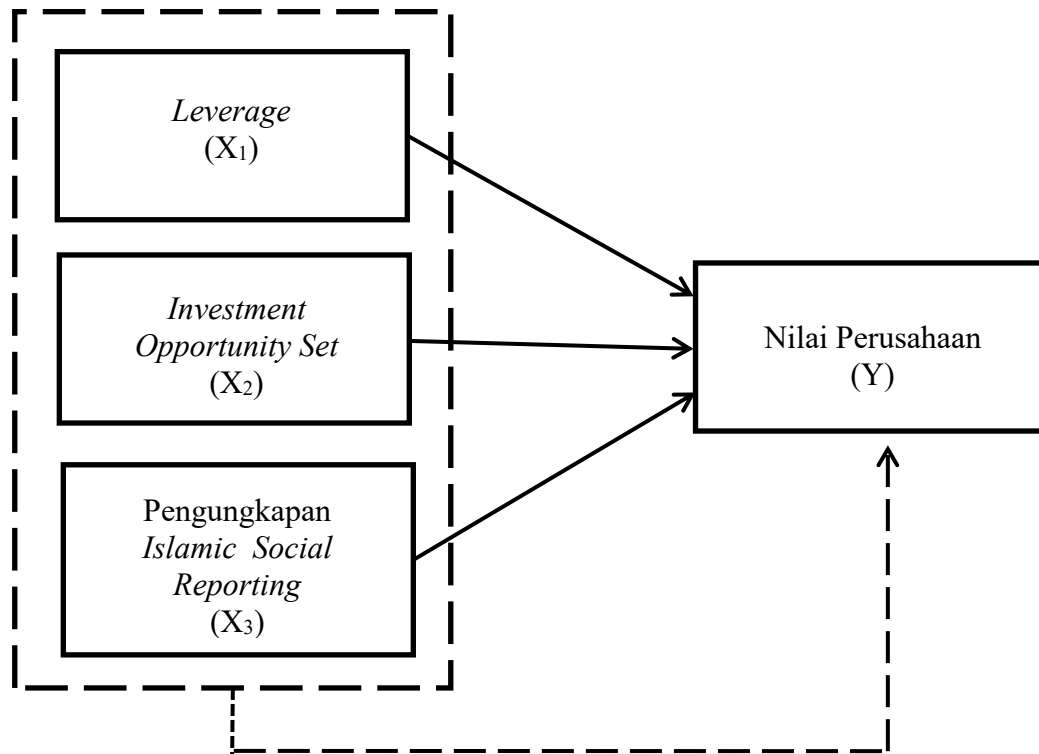 Leverage
(X₁)
Investment
Opportunity Set
(X₂)
Pengungkapan
Islamic Social
Reporting
(X₃)
Nilai Perusahaan
(Y)